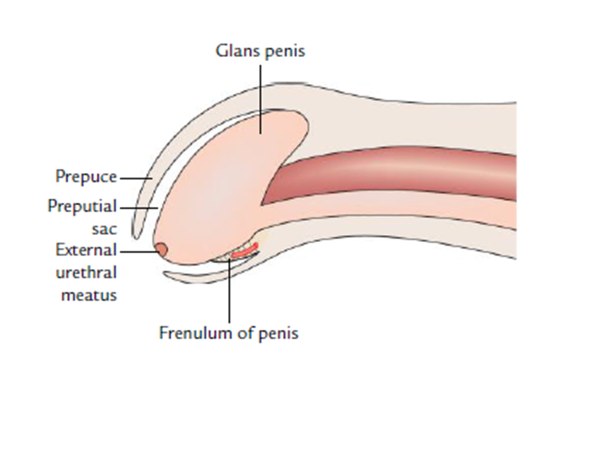 Glans penis
Prepuce
Preputial
sac
External
urethral
meatus
Frenulum of penis